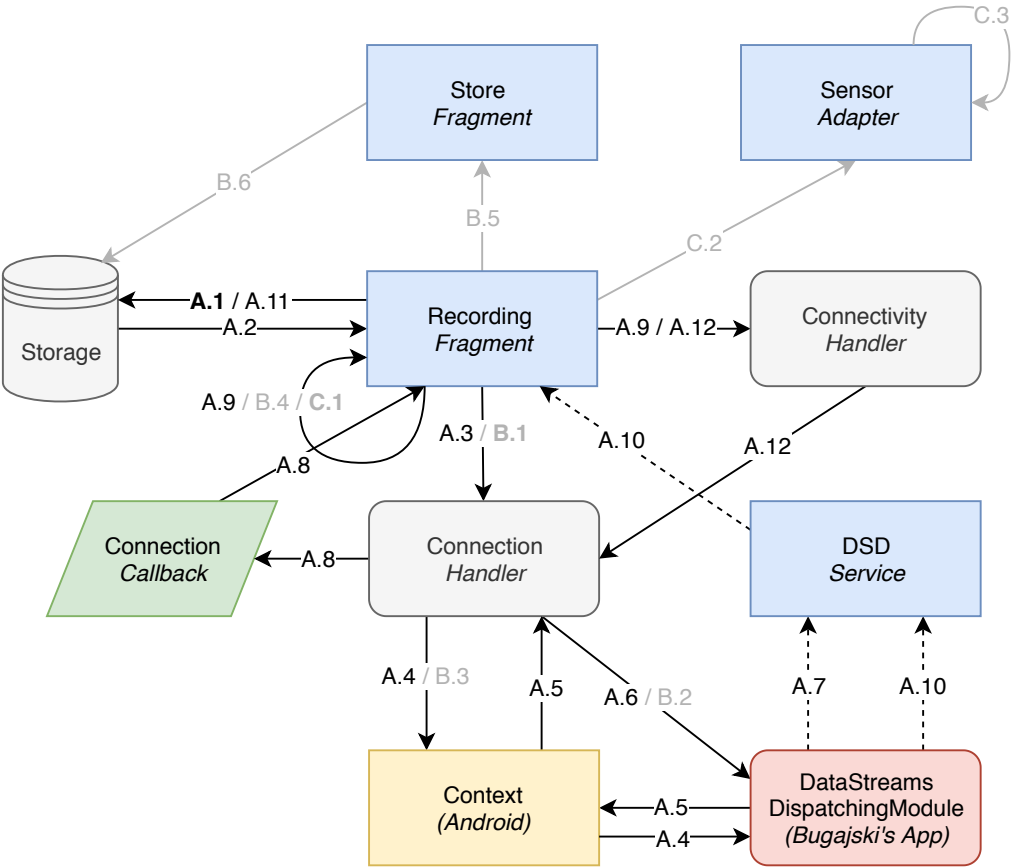 C.3
Store
Fragment
Sensor
Adapter
B.6
B.5
C.2
A.1 / A.11
A.2
Storage
Recording
Fragment
A.9 / A.12
Connectivity
Handler
A.9 / B.4 / C.1
A.3 / B.1
A.10
A.12
A.8
Connection
Callback
A.8
Connection
Handler
DSD
Service
A.4 / B.3
A.5
A.6 / B.2
A.7
A.10
Context
(Android)
A.5
A.4
DataStreams
DispatchingModule
(Bugajski's App)